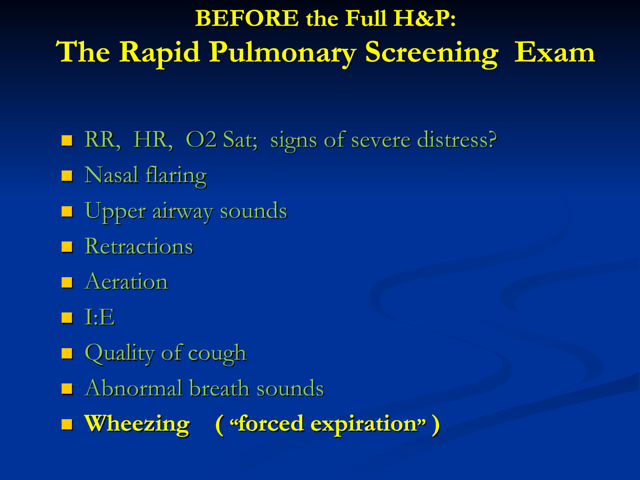 BEFORE the Full H&P:
The Rapid Pulmonary Screening Exam
RR, HR, O2 Sat; signs of severe distress?
Nasal flaring
Upper airway sounds
Retractions
Aeration
I:E
Quality of cough
Abnormal breath sounds
Wheezing ( “forced expiration” )